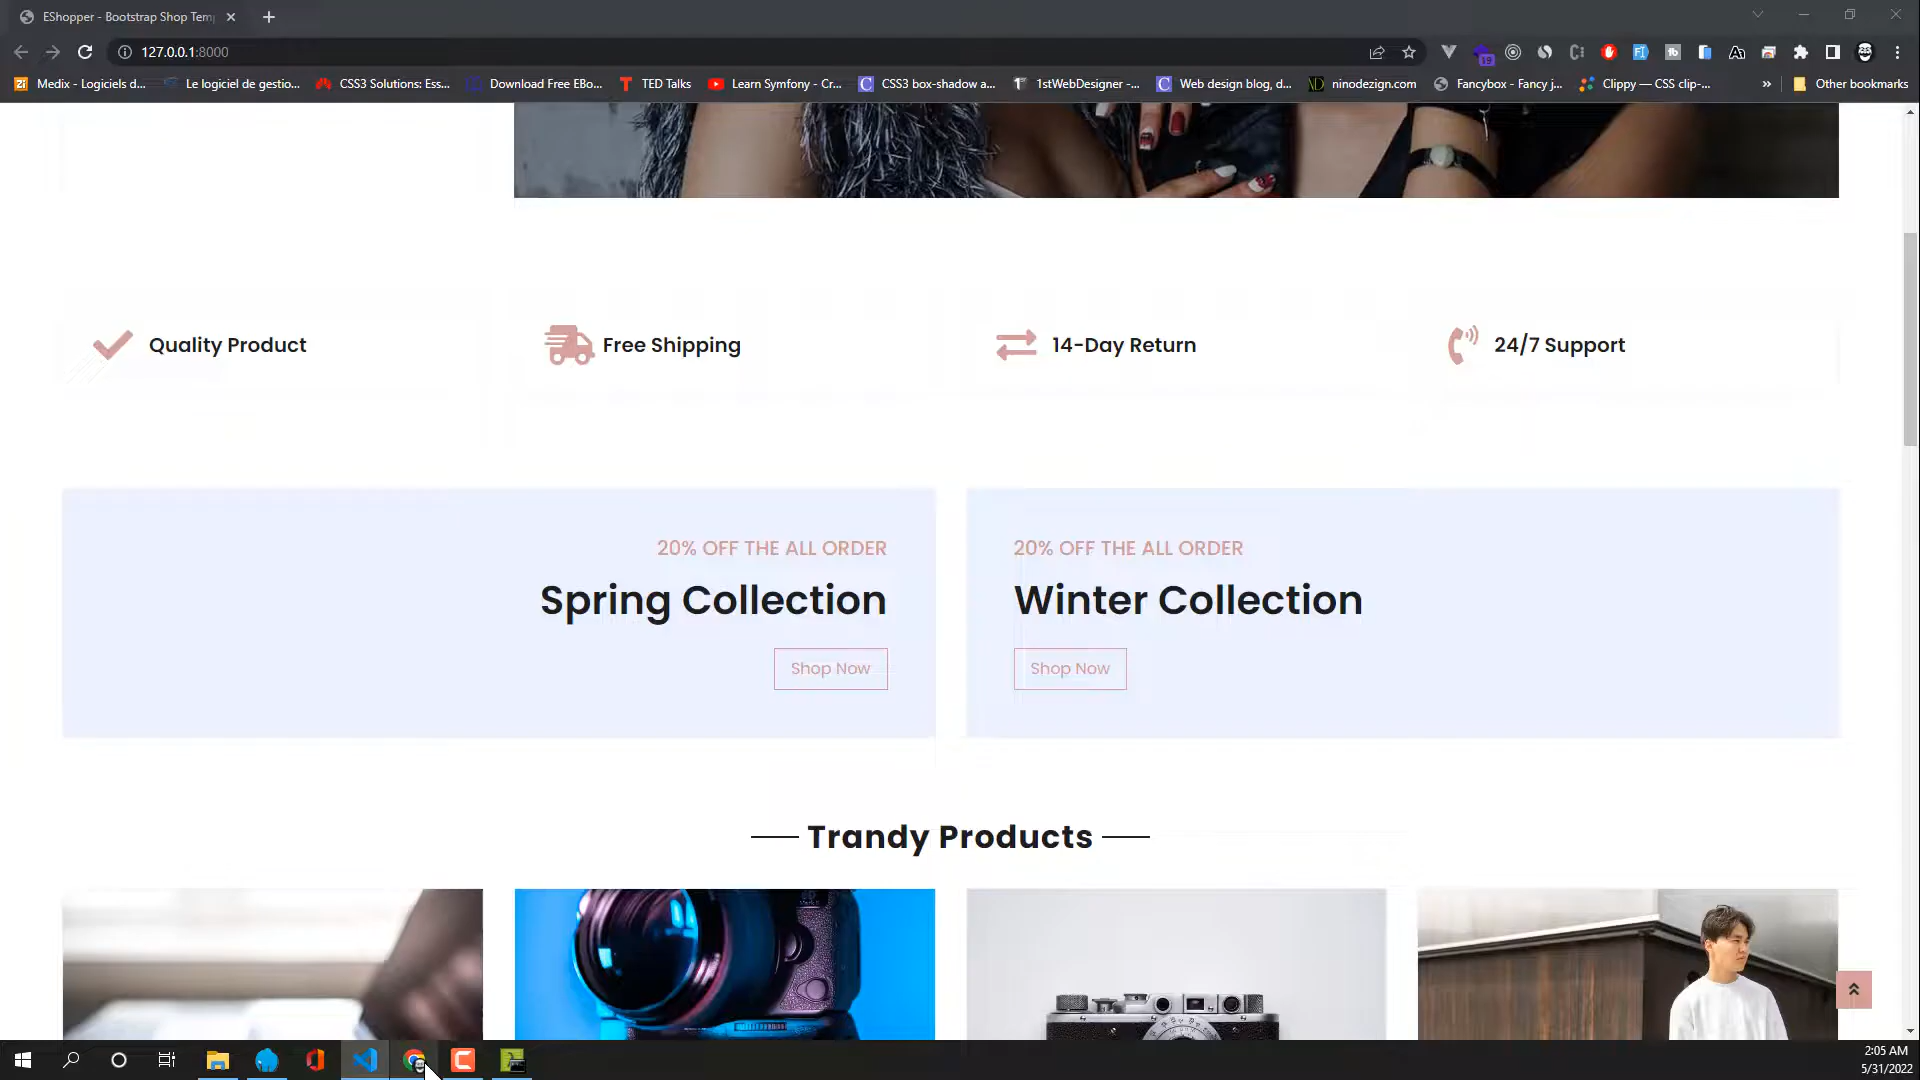 EShopper - Bootstrap Shop Tem
127.0.0.1:8000
19
Medix - Logiciels d...
Le logiciel de gestio...
CSS3 Solutions: Ess...
Download Free EBo...
TED Talks
Learn Symfony - Cr...
CSS3 box-shadow a...
1stWebDesigner -...
Web design blog, d...
ninodezign.com
Fancybox - Fancy j...
Clippy — CSS clip-...
»
Other bookmarks
Quality Product
Free Shipping
14-Day Return
24/7 Support
20% OFF THE ALL ORDER
Spring Collection
Shop Now
20% OFF THE ALL ORDER
Winter Collection
Shop Now
Trandy Products
2:05 AM
5/31/2022